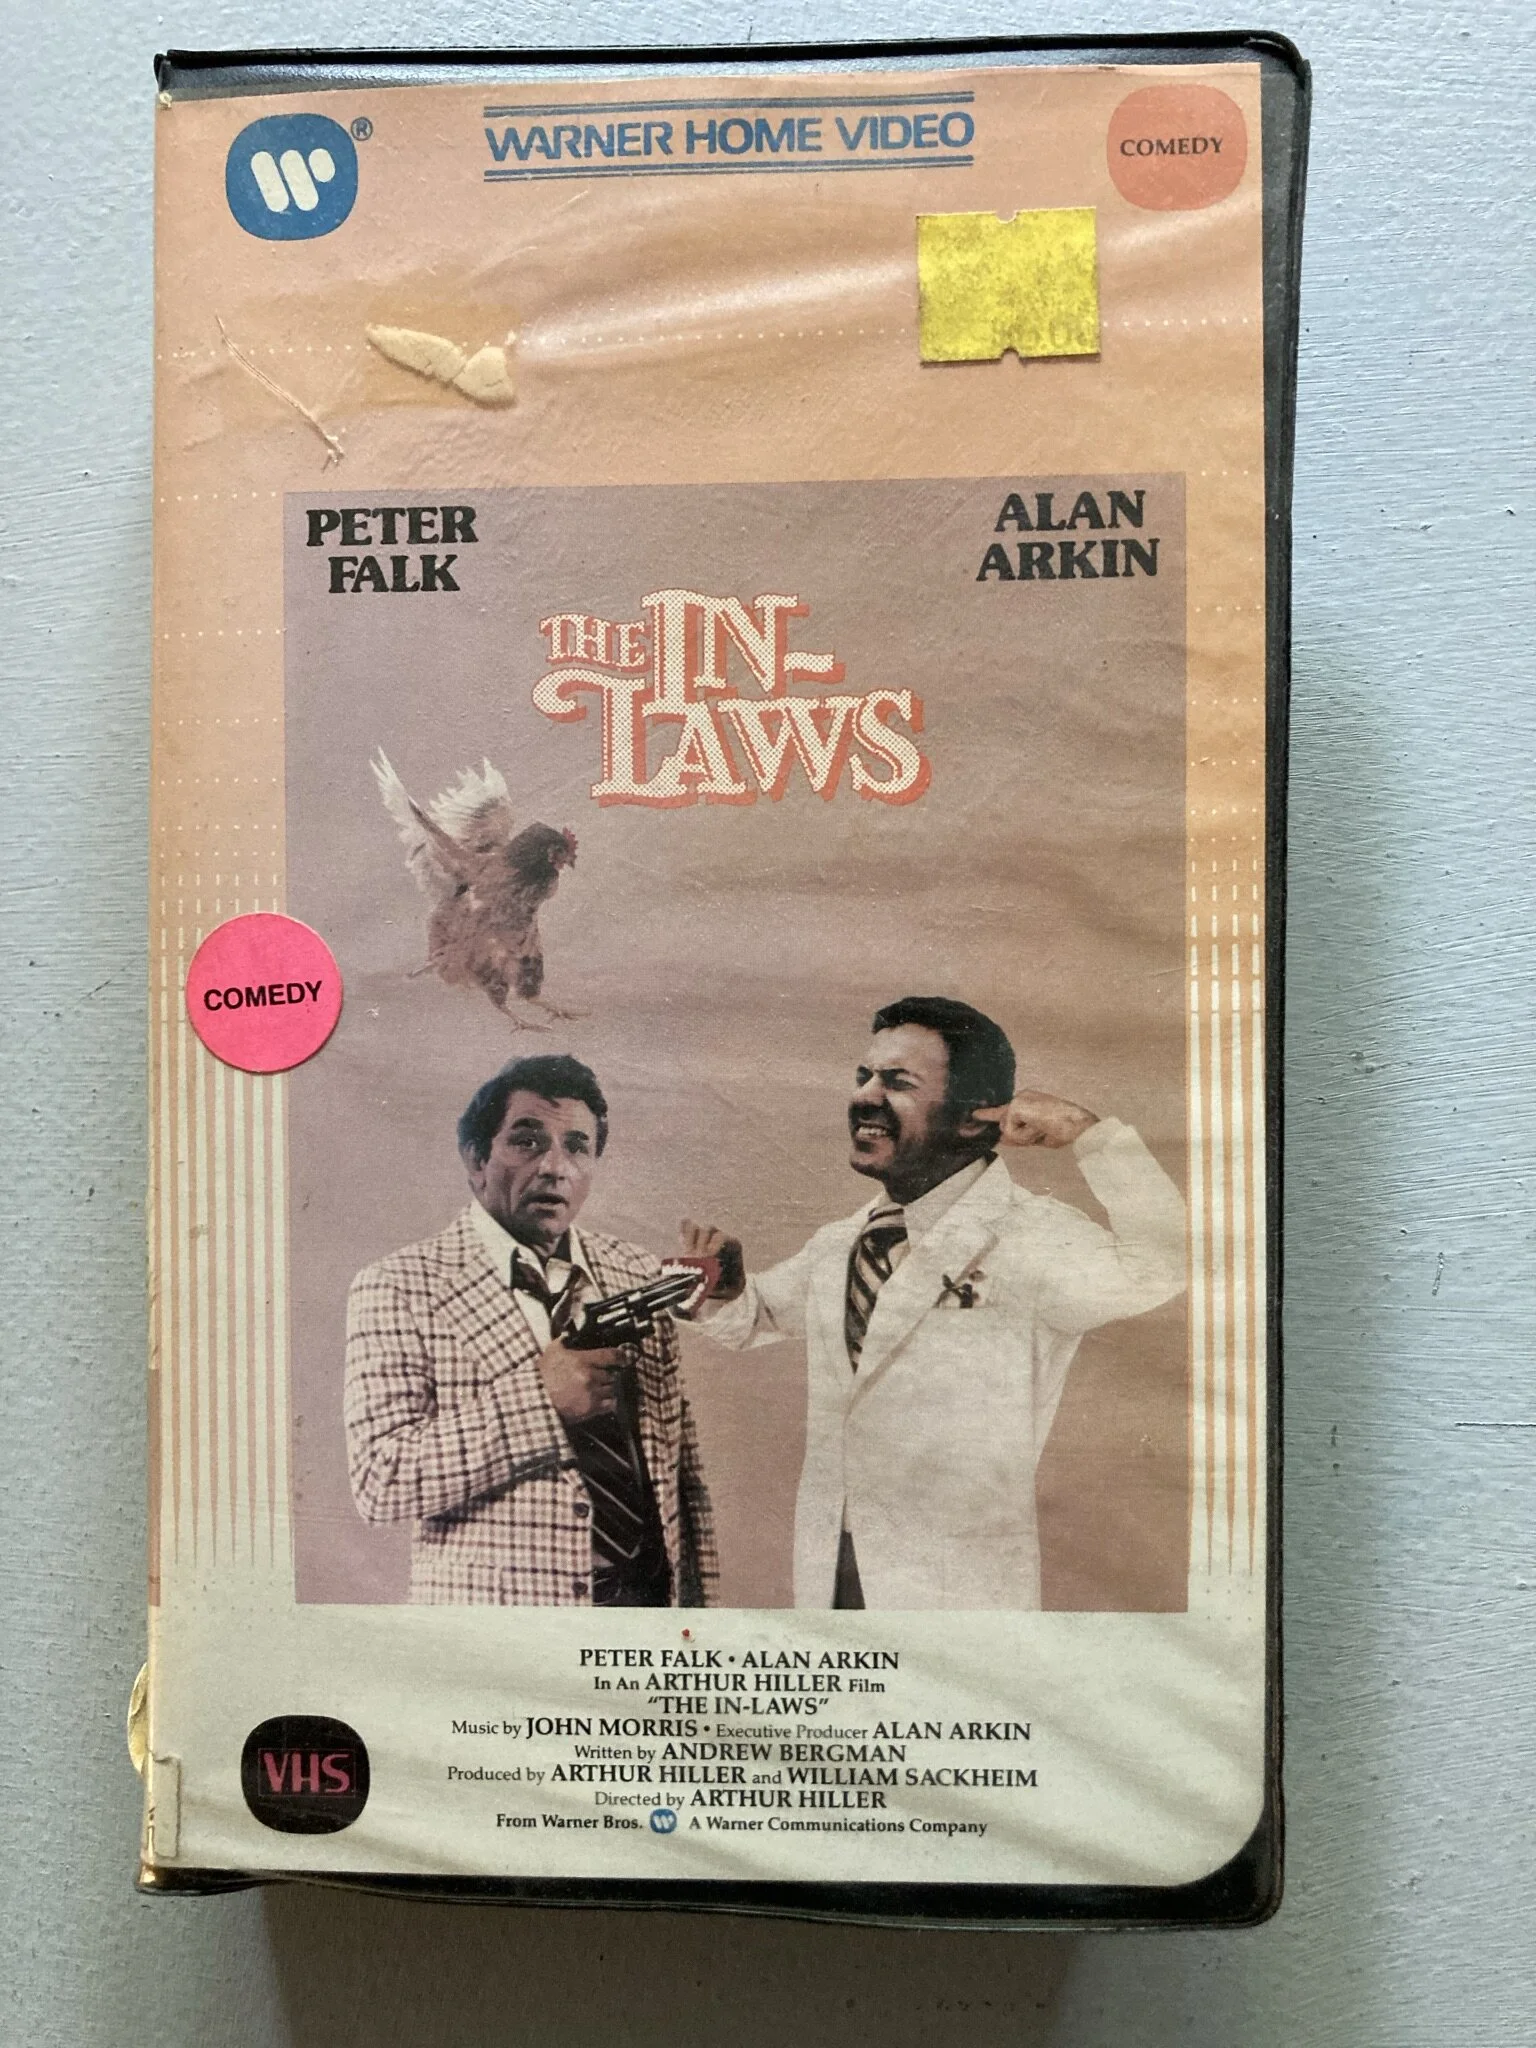 WARNER HOME VIDEO
COMEDY
PETER
FALK
ALAN
ARKIN
THE IN-
LAWS
COMEDY
PETER FALK • ALAN ARKIN
In An ARTHUR HILLER Film
"THE IN-LAWS"
Music by JOHN MORRIS • Executive Producer ALAN ARKIN
Written by ANDREW BERGMAN
Produced by ARTHUR HILLER and WILLIAM SACKHEIM
Directed by ARTHUR HILLER
From Warner Bros. A Warner Communications Company
VHS